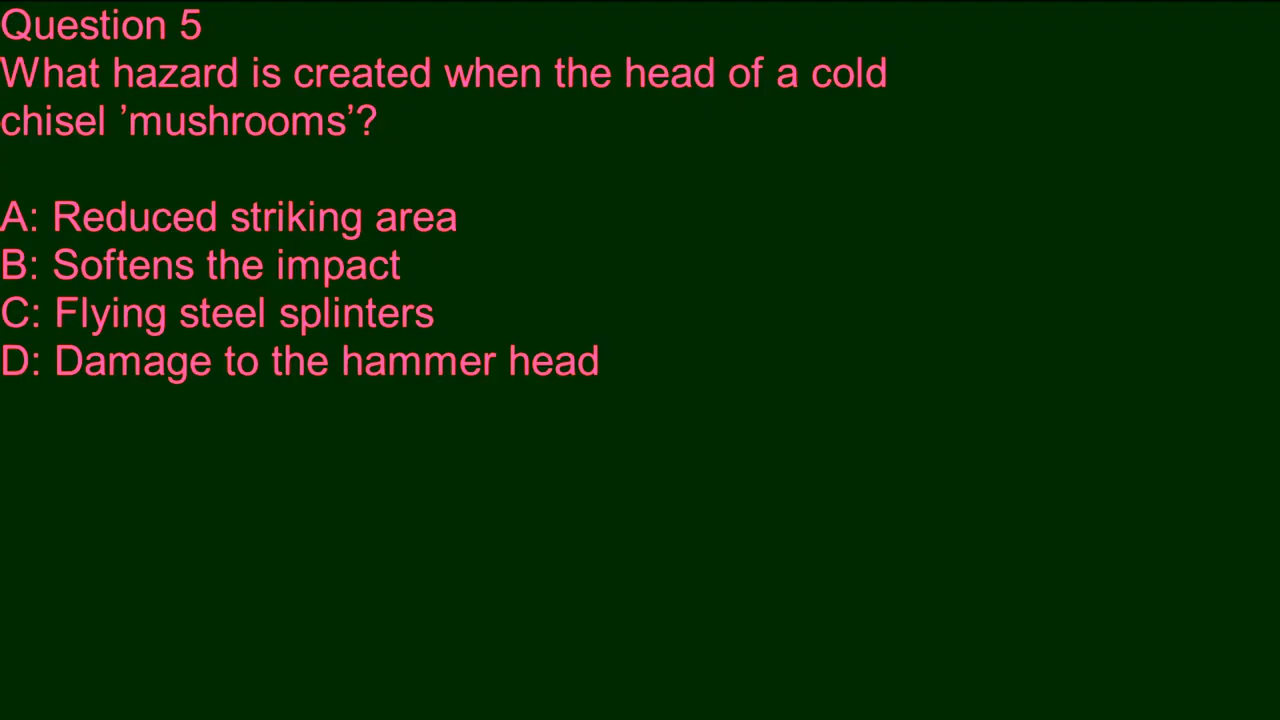 Question 5
What hazard is created when the head of a cold
chisel ’mushrooms’?
A: Reduced striking area
B: Softens the impact
C: Flying steel splinters
D: Damage to the hammer head